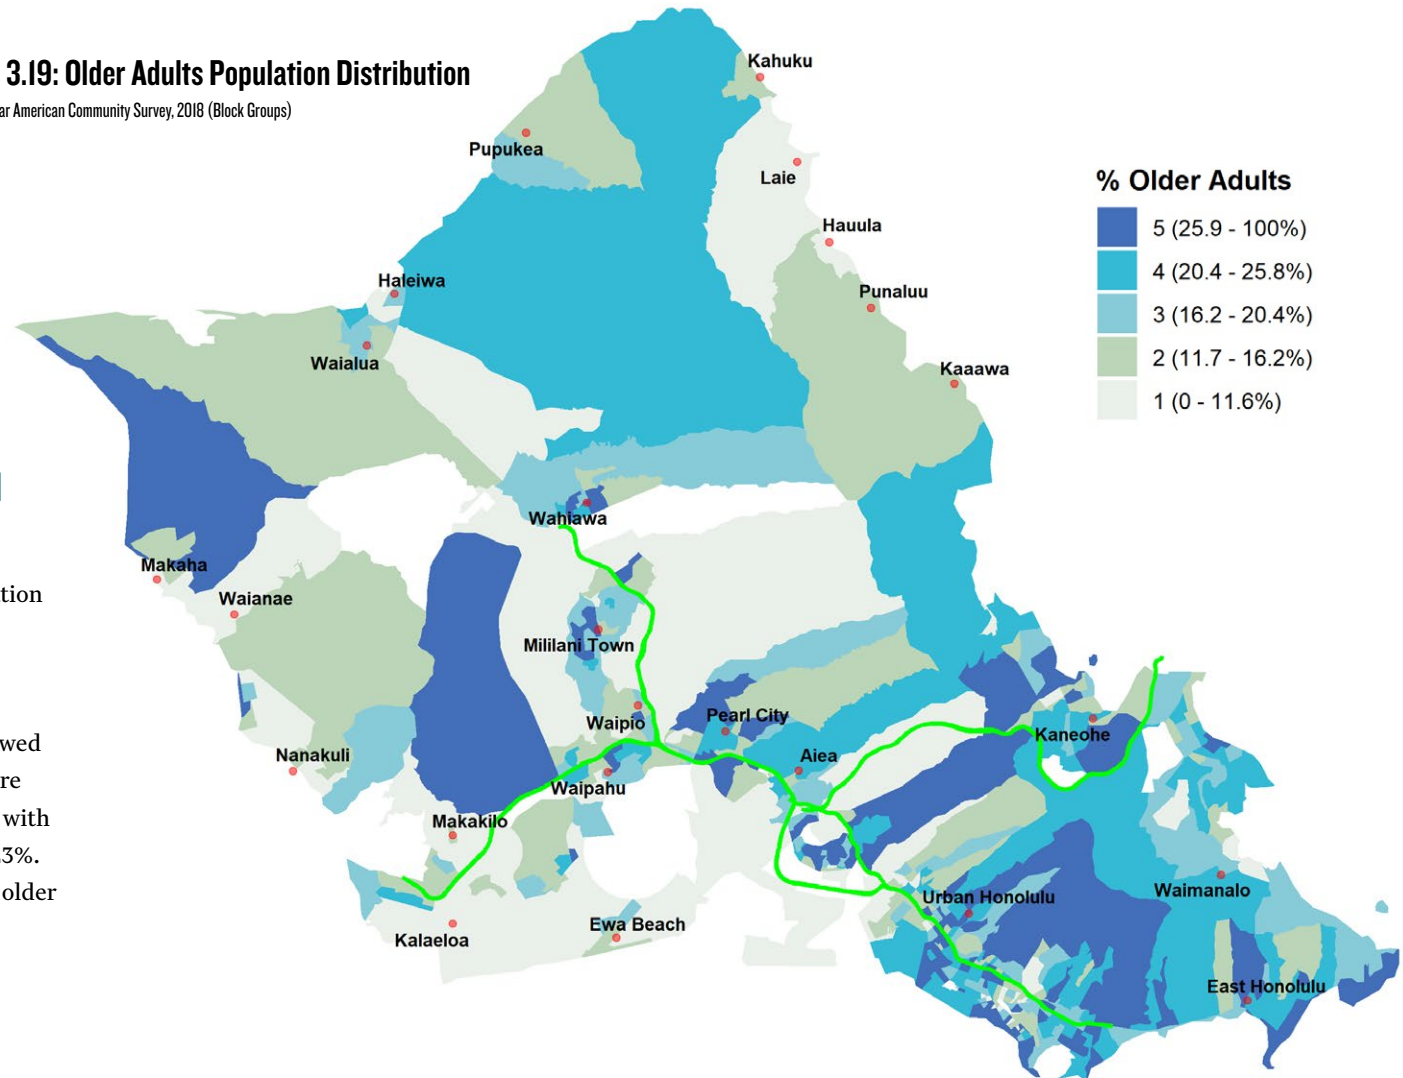 3.19: Older Adults Population Distribution
ar American Community Survey, 2018 (Block Groups)
Kahuku
Pupukea
Laie
% Older Adults
5 (25.9 - 100%)
4 (20.4 - 25.8%)
3 (16.2 - 20.4%)
2 (11.7 - 16.2%)
1 (0 - 11.6%)
Hauula
Haleiwa
Punaluu
Waialua
Kaaawa
Wahiawa
Makaha
Waianae
tion
Mililani Town
Waipio
Pearl City
Kaneohe
wed
Nanakuli
Aiea
re
Waipahu
with
Makakilo
3%.
older
Urban Honolulu
Waimanalo
Ewa Beach
Kalaeloa
East Honolulu